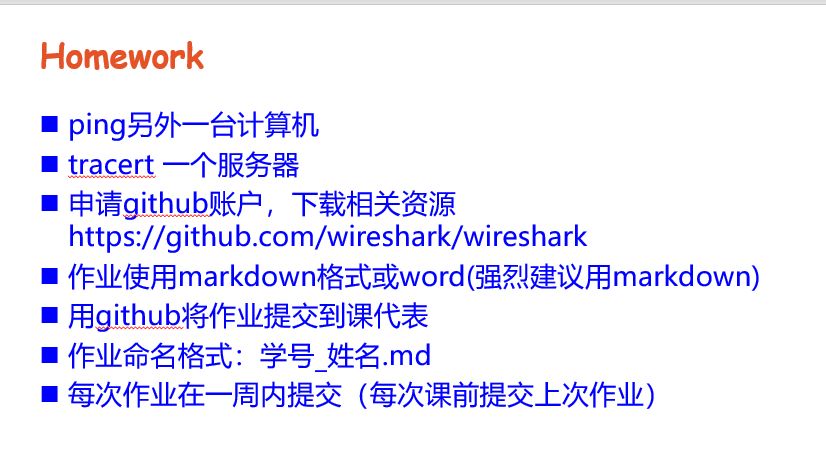 Homework
ping另外一台计算机
tracert 一个服务器
申请github账户，下载相关资源
https://github.com/wireshark/wireshark
作业使用markdown格式或word(强烈建议用markdown)
用github将作业提交到课代表
作业命名格式：学号_姓名.md
每次作业在一周内提交（每次课前提交上次作业）